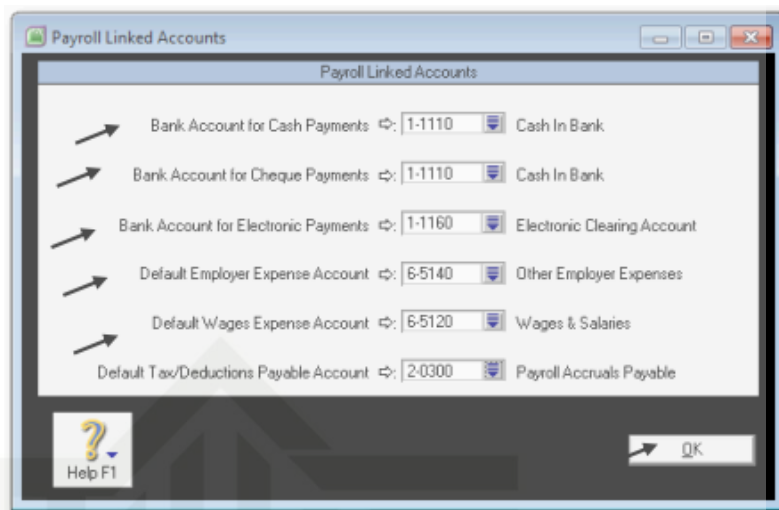 Payroll Linked Accounts
Payroll Linked Accounts
Bank Account for Cash Payments ⇨: 1-1110 Cash In Bank
Bank Account for Cheque Payments ⇨: 1-1110 Cash In Bank
Bank Account for Electronic Payments ⇨: 1-1160 Electronic Clearing Account
Default Employer Expense Account ⇨: 6-5140 Other Employer Expenses
Default Wages Expense Account ⇨: 6-5120 Wages & Salaries
Default Tax/Deductions Payable Account ⇨: 2-0300 Payroll Accruals Payable
OK
Help F1